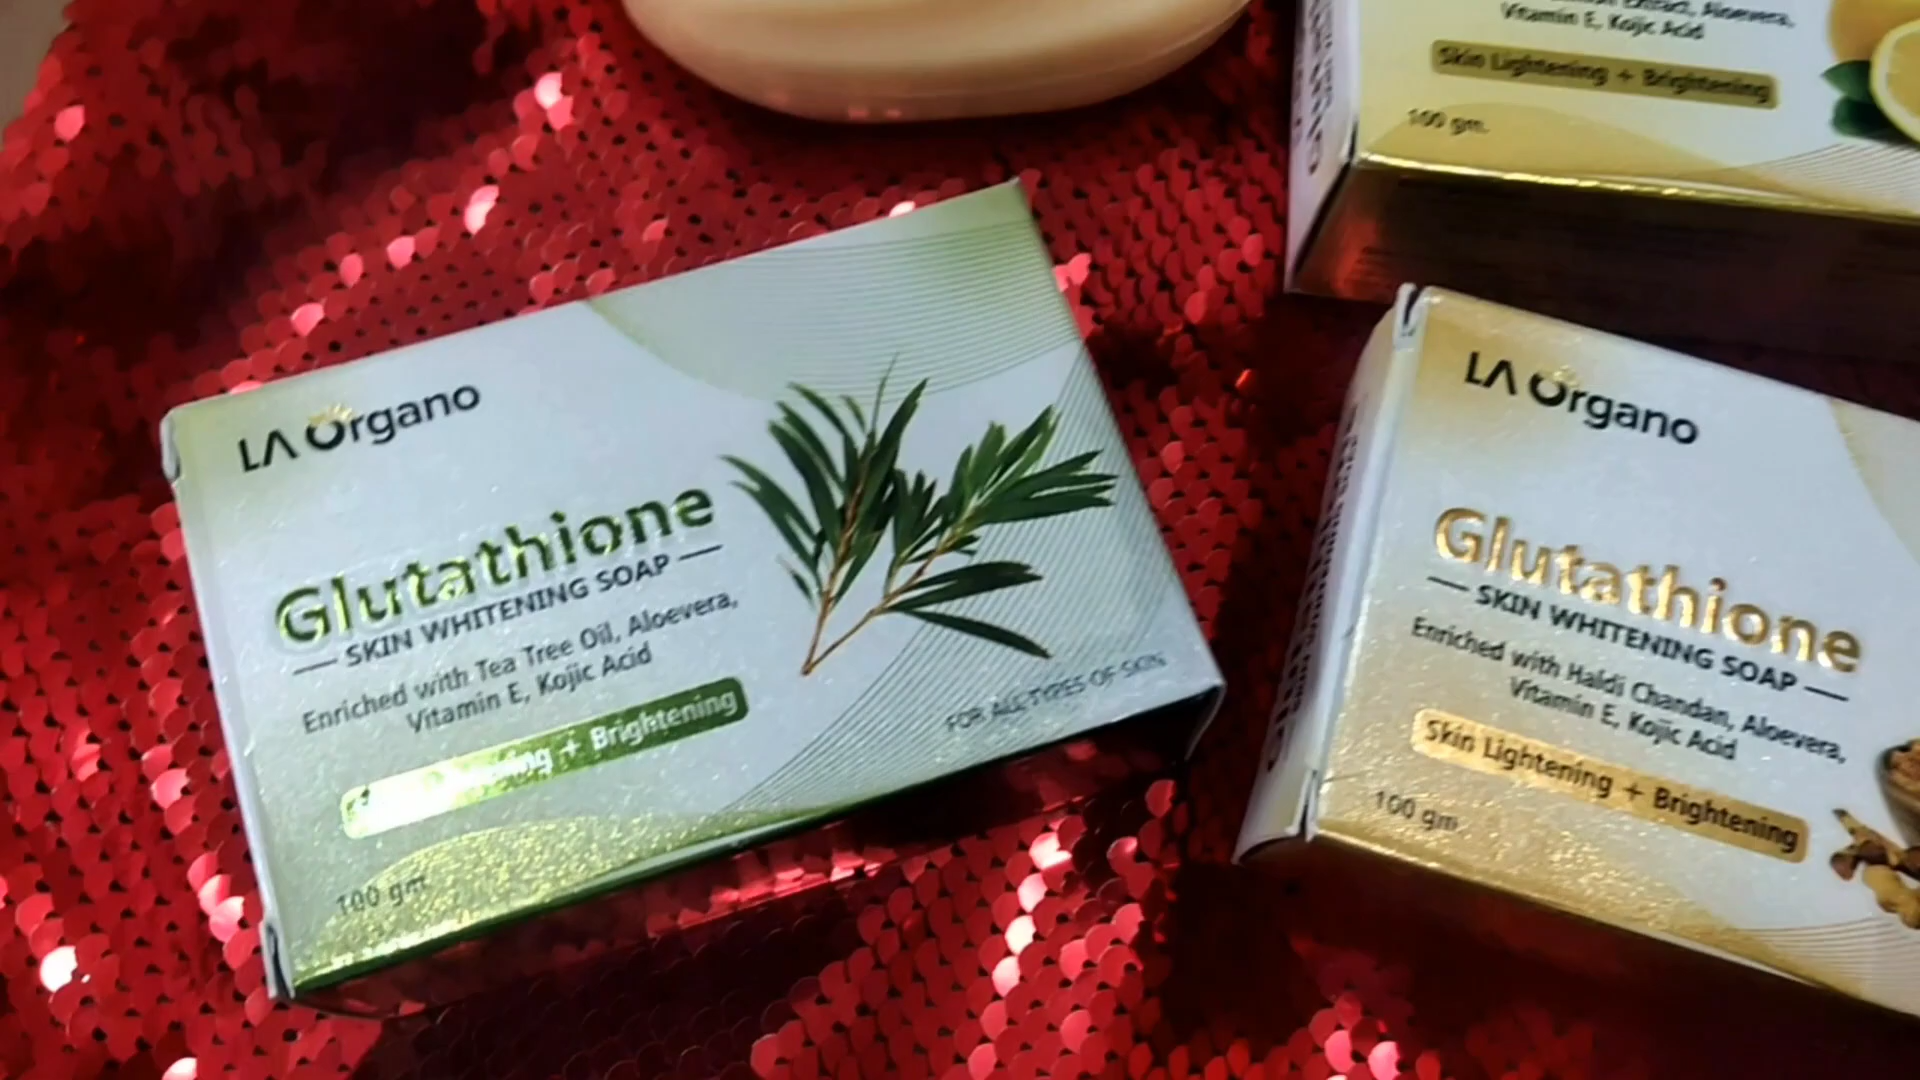 LA Organo
Glutathione
SKIN WHITENING SOAP
Enriched with Tea Tree Oil, Aloevera,
Vitamin E, Kojic Acid
+ Brightening
100 gm
FOR ALL TYPES OF SKIN
Extract, Aloevera,
Vitamin E, Kojic Acid
Skin Lightening + Brightening
100 gm.
LA Organo
Glutathione
SKIN WHITENING SOAP
Enriched with Haldi Chandan, Aloevera,
Vitamin E, Kojic Acid
Skin Lightening + Brightening
100 gm.